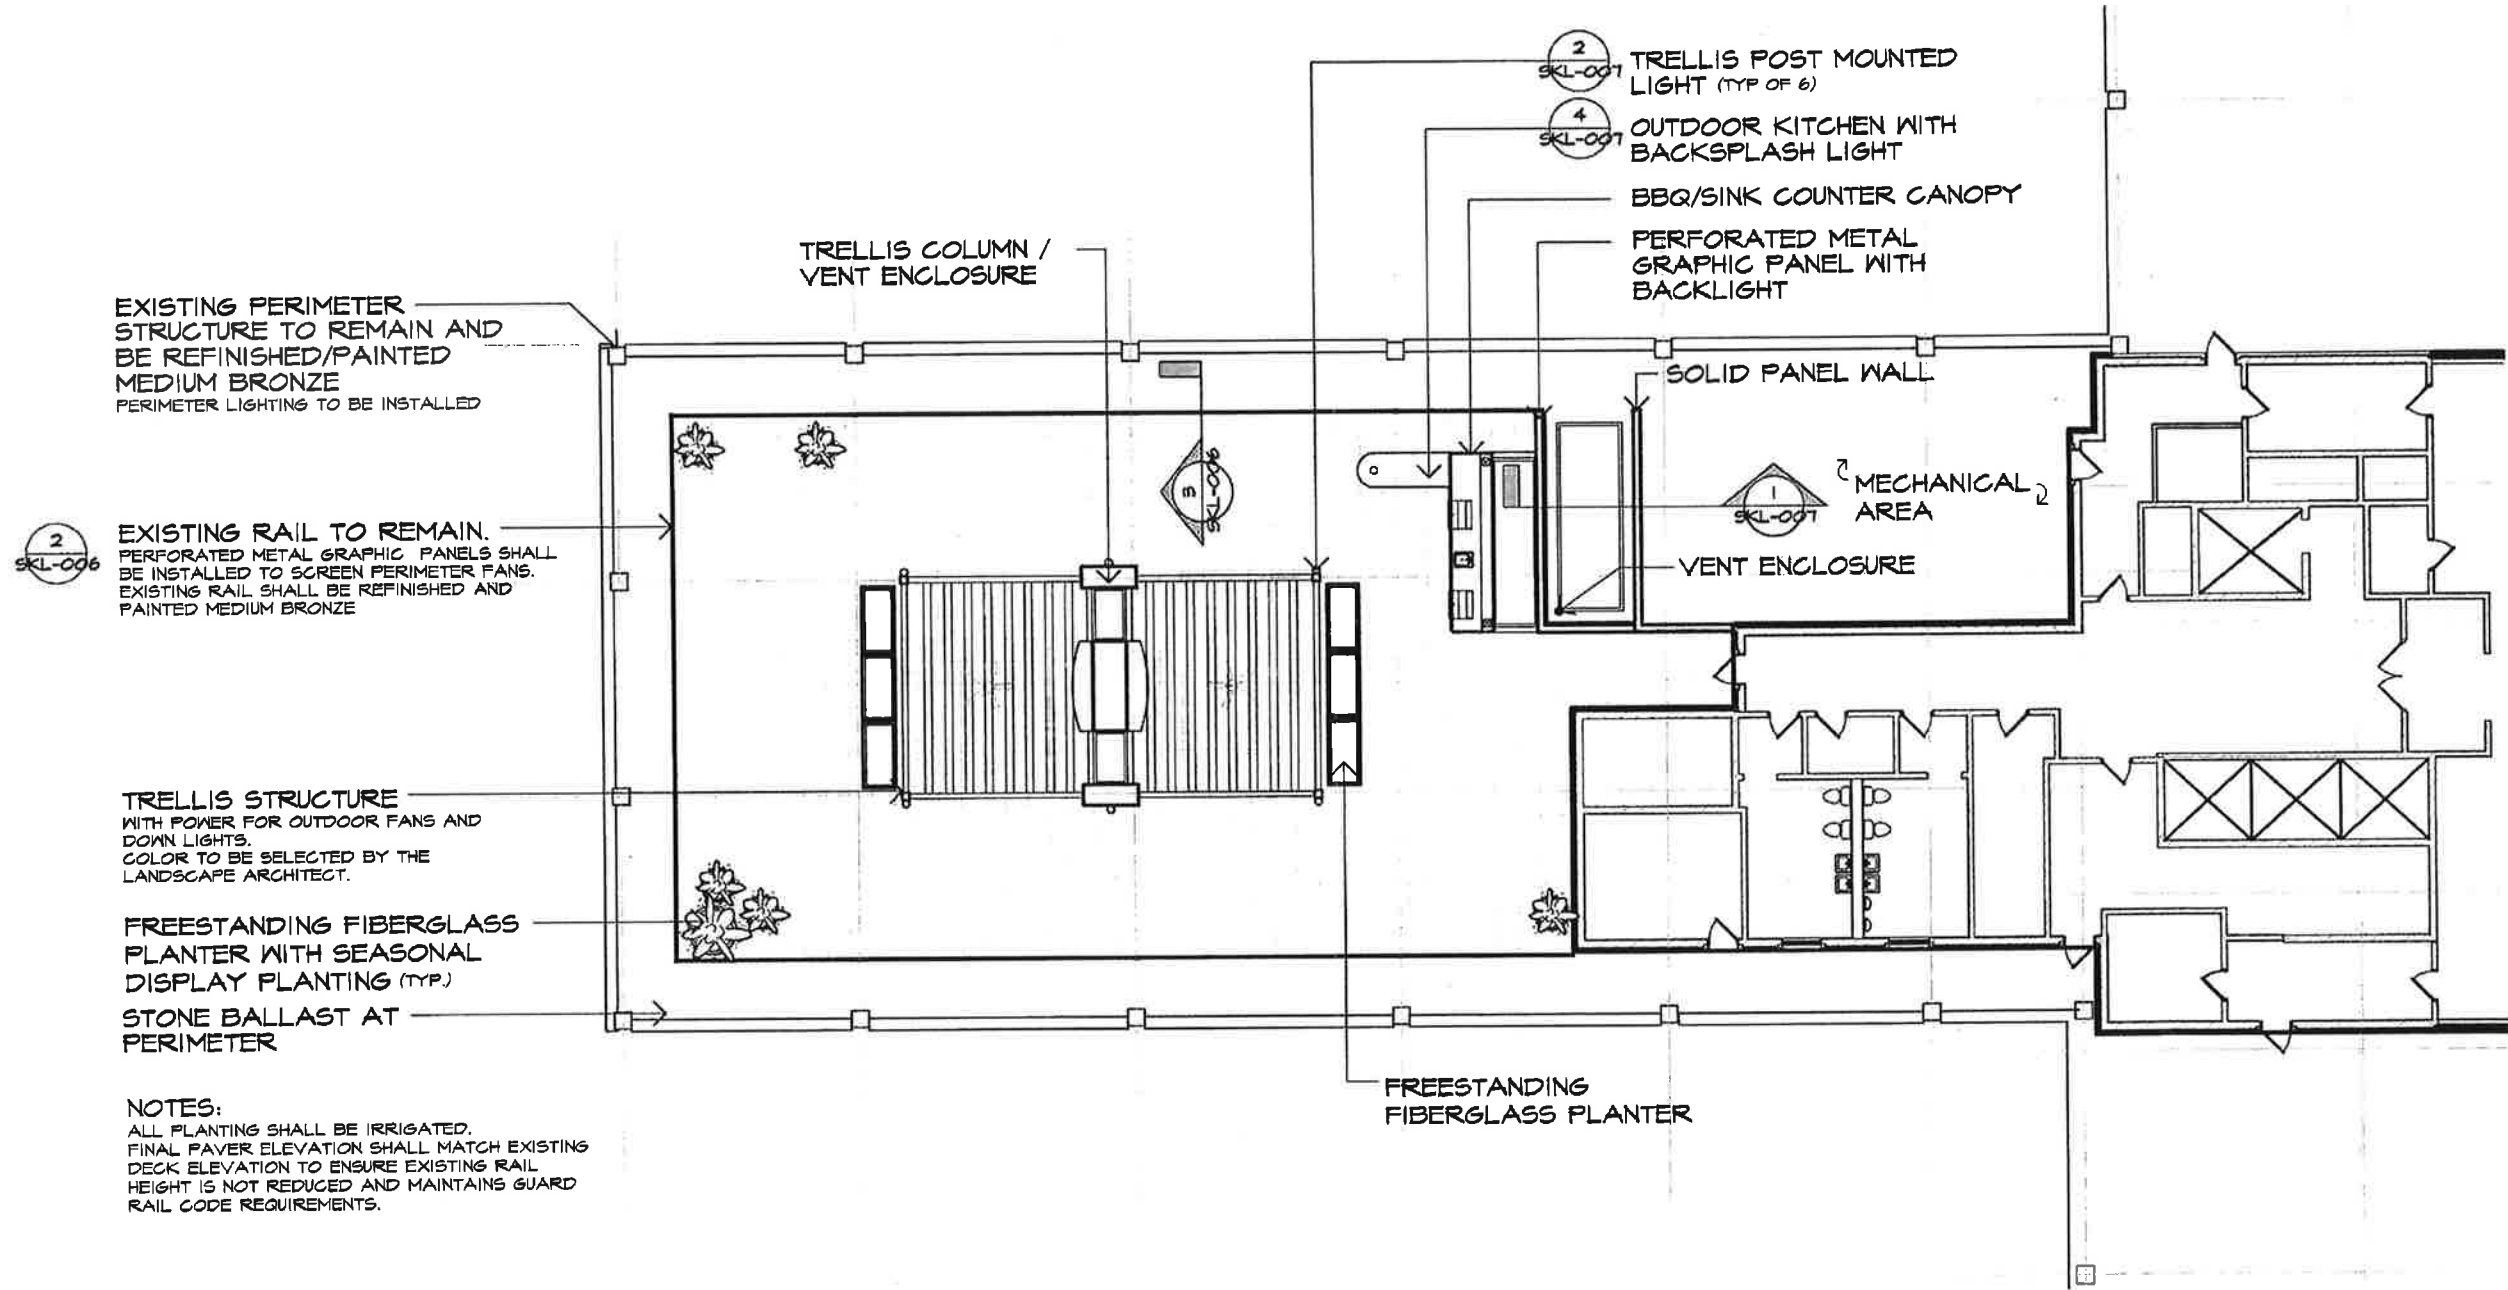 2
SKL-007
TRELLIS POST MOUNTED
LIGHT (TYP OF 6)
4
SKL-007
OUTDOOR KITCHEN WITH
BACKSPLASH LIGHT
BBQ/SINK COUNTER CANOPY
PERFORATED METAL
GRAPHIC PANEL WITH
BACKLIGHT
TRELLIS COLUMN /
VENT ENCLOSURE
EXISTING PERIMETER
STRUCTURE TO REMAIN AND
BE REFINISHED/PAINTED
MEDIUM BRONZE
PERIMETER LIGHTING TO BE INSTALLED
SOLID PANEL WALL
3
SKL-006
1
SKL-007
MECHANICAL
AREA
VENT ENCLOSURE
2
SKL-006
EXISTING RAIL TO REMAIN.
PERFORATED METAL GRAPHIC PANELS SHALL
BE INSTALLED TO SCREEN PERIMETER FANS.
EXISTING RAIL SHALL BE REFINISHED AND
PAINTED MEDIUM BRONZE
TRELLIS STRUCTURE
WITH POWER FOR OUTDOOR FANS AND
DOWN LIGHTS.
COLOR TO BE SELECTED BY THE
LANDSCAPE ARCHITECT.
FREESTANDING FIBERGLASS
PLANTER WITH SEASONAL
DISPLAY PLANTING (TYP.)
STONE BALLAST AT
PERIMETER
FREESTANDING
FIBERGLASS PLANTER
NOTES:
ALL PLANTING SHALL BE IRRIGATED.
FINAL PAVER ELEVATION SHALL MATCH EXISTING
DECK ELEVATION TO ENSURE EXISTING RAIL
HEIGHT IS NOT REDUCED AND MAINTAINS GUARD
RAIL CODE REQUIREMENTS.